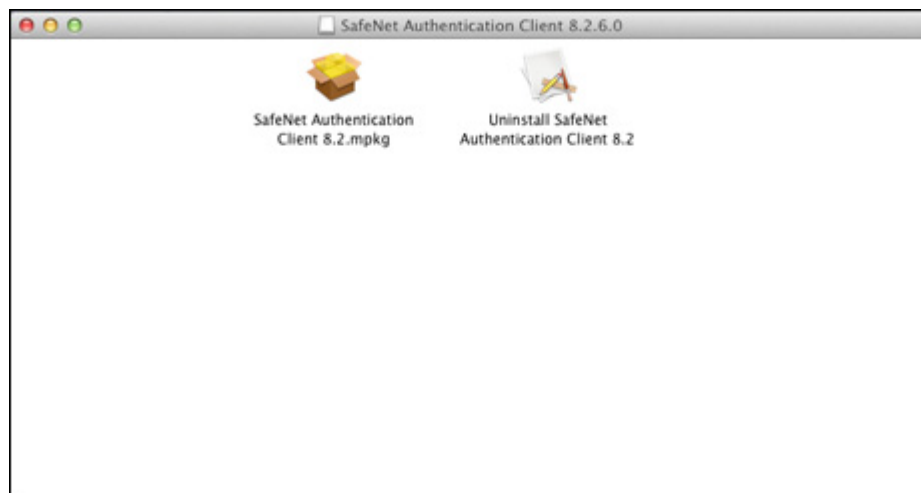 SafeNet Authentication Client 8.2.6.0
SafeNet Authentication
Client 8.2.mpkg
Uninstall SafeNet
Authentication Client 8.2